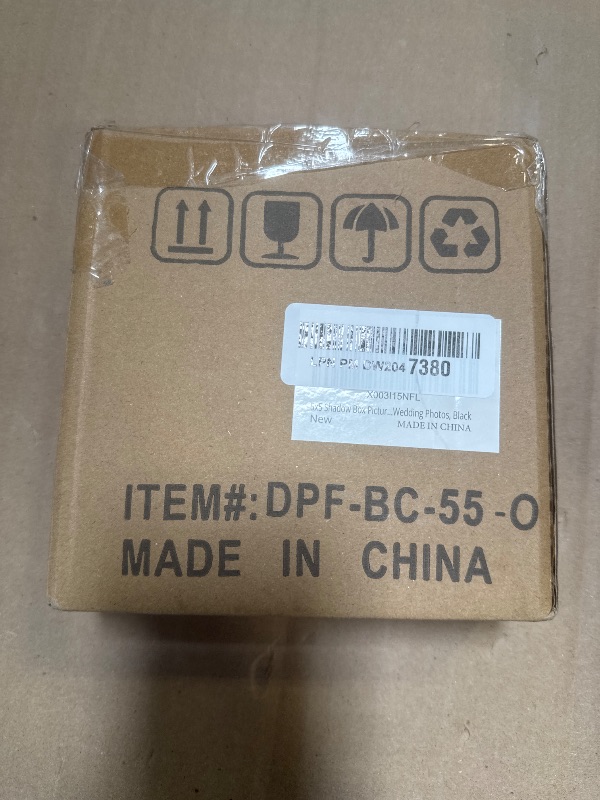 7380
X003I15NFL
Shadow Box Pictur...Wedding Photos, Black
New
MADE IN CHINA
ITEM#: DPF-BC-55-O
MADE IN CHINA